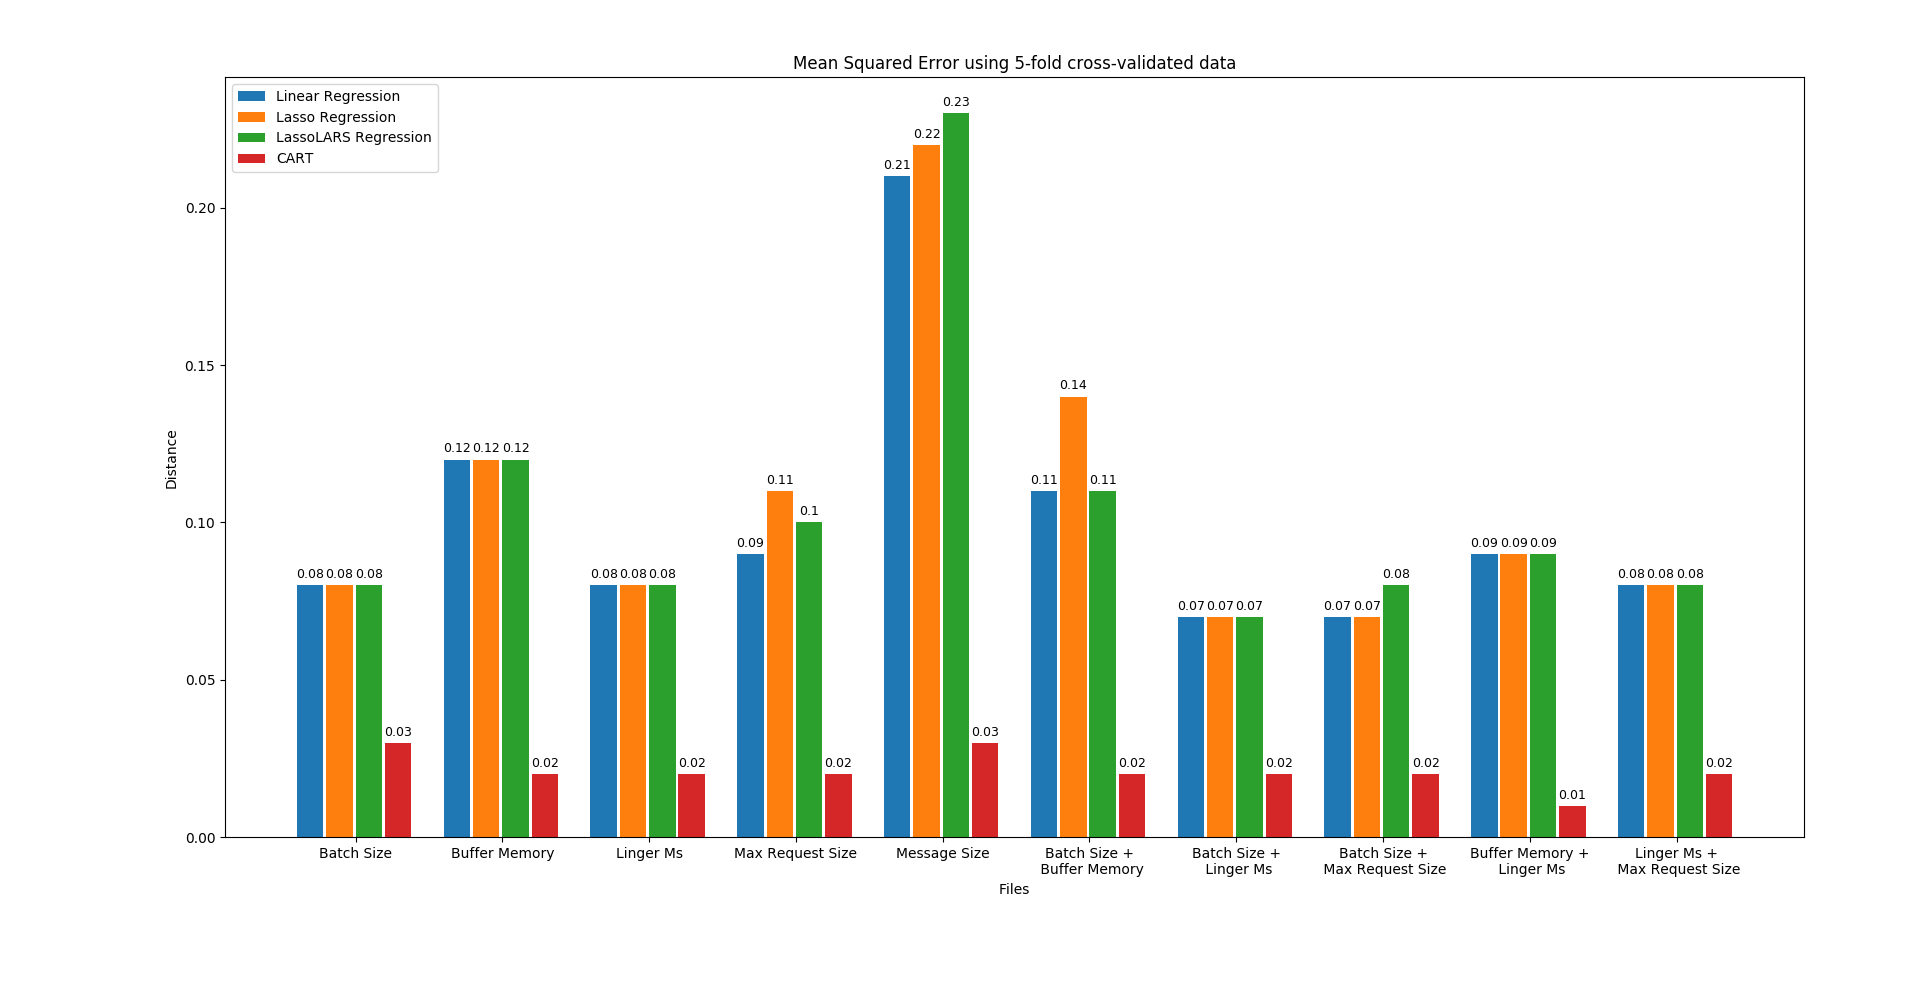 Mean Squared Error using 5-fold cross-validated data
Linear Regression
Lasso Regression
LassoLARS Regression
CART
Distance
0.20
0.15
0.10
0.05
0.00
0.08 0.08 0.08 0.03
0.12 0.12 0.12 0.02
0.08 0.08 0.08 0.02
0.09 0.11 0.1 0.02
0.21 0.22 0.23 0.03
0.11 0.14 0.11 0.02
0.07 0.07 0.07 0.02
0.07 0.07 0.08 0.02
0.09 0.09 0.09 0.01
0.08 0.08 0.08 0.02
Batch Size
Buffer Memory
Linger Ms
Max Request Size
Message Size
Batch Size +
Buffer Memory
Batch Size +
Linger Ms
Batch Size +
Max Request Size
Buffer Memory +
Linger Ms
Linger Ms +
Max Request Size
Files